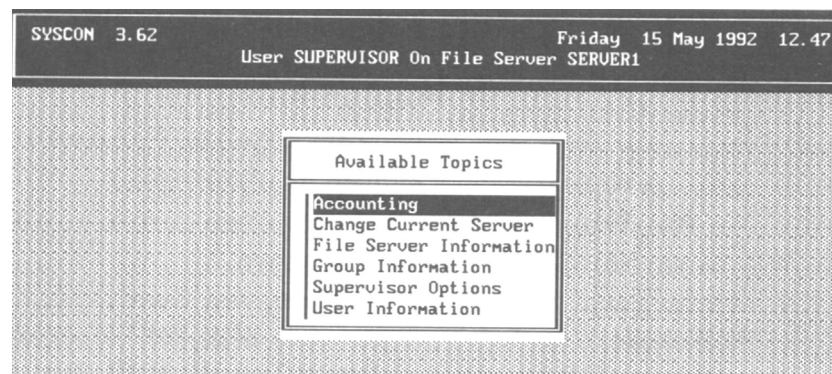 SYSCON 3.62 Friday 15 May 1992 12.47
User SUPERVISOR On File Server SERVER1
Available Topics
Accounting
Change Current Server
File Server Information
Group Information
Supervisor Options
User Information